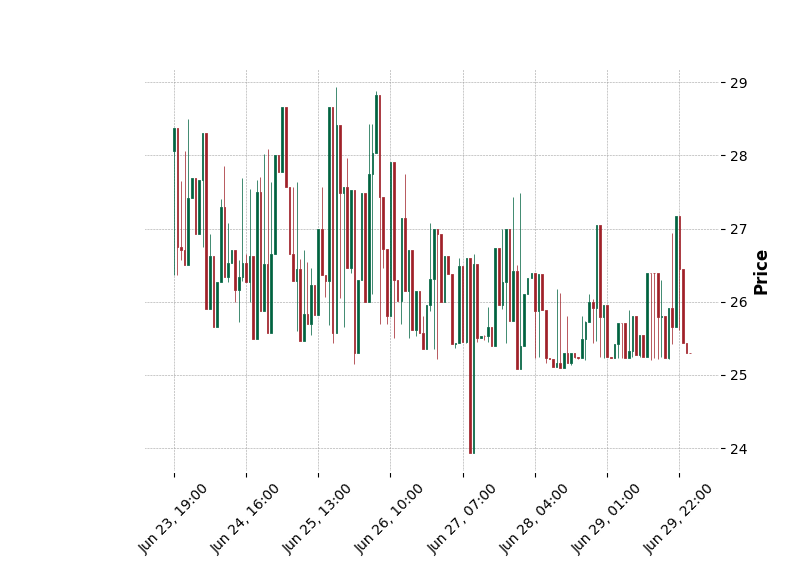 29
28
27
26
25
24
Price
Jun 23, 19:00
Jun 24, 16:00
Jun 25, 13:00
Jun 26, 10:00
Jun 27, 07:00
Jun 28, 04:00
Jun 29, 01:00
Jun 29, 22:00